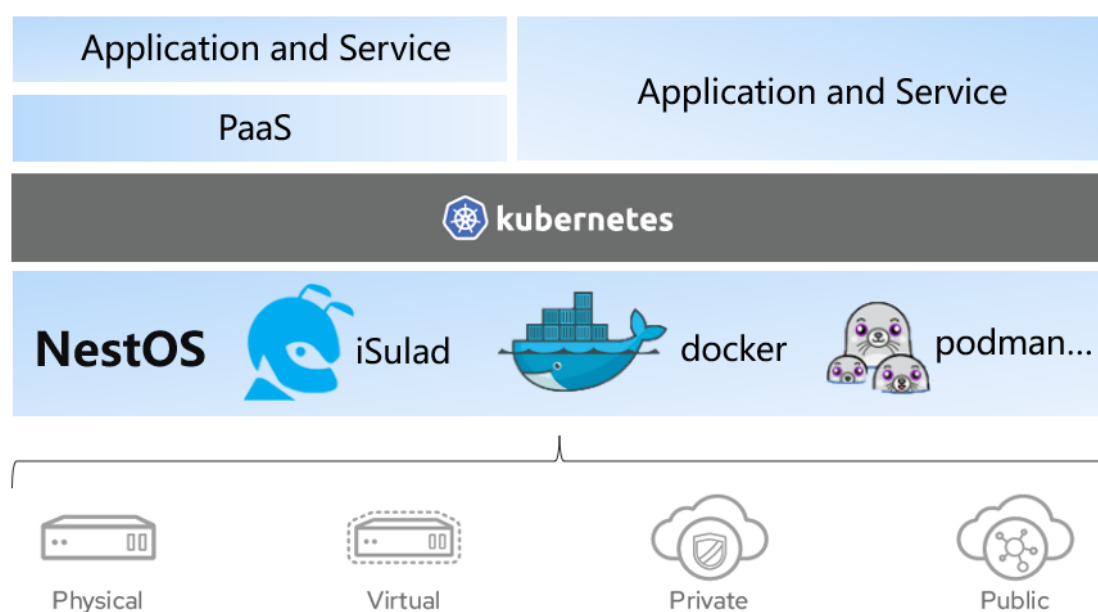 Application and Service
PaaS
Application and Service
kubernetes
NestOS
iSulad
docker
podman...
Physical
Virtual
Private
Public